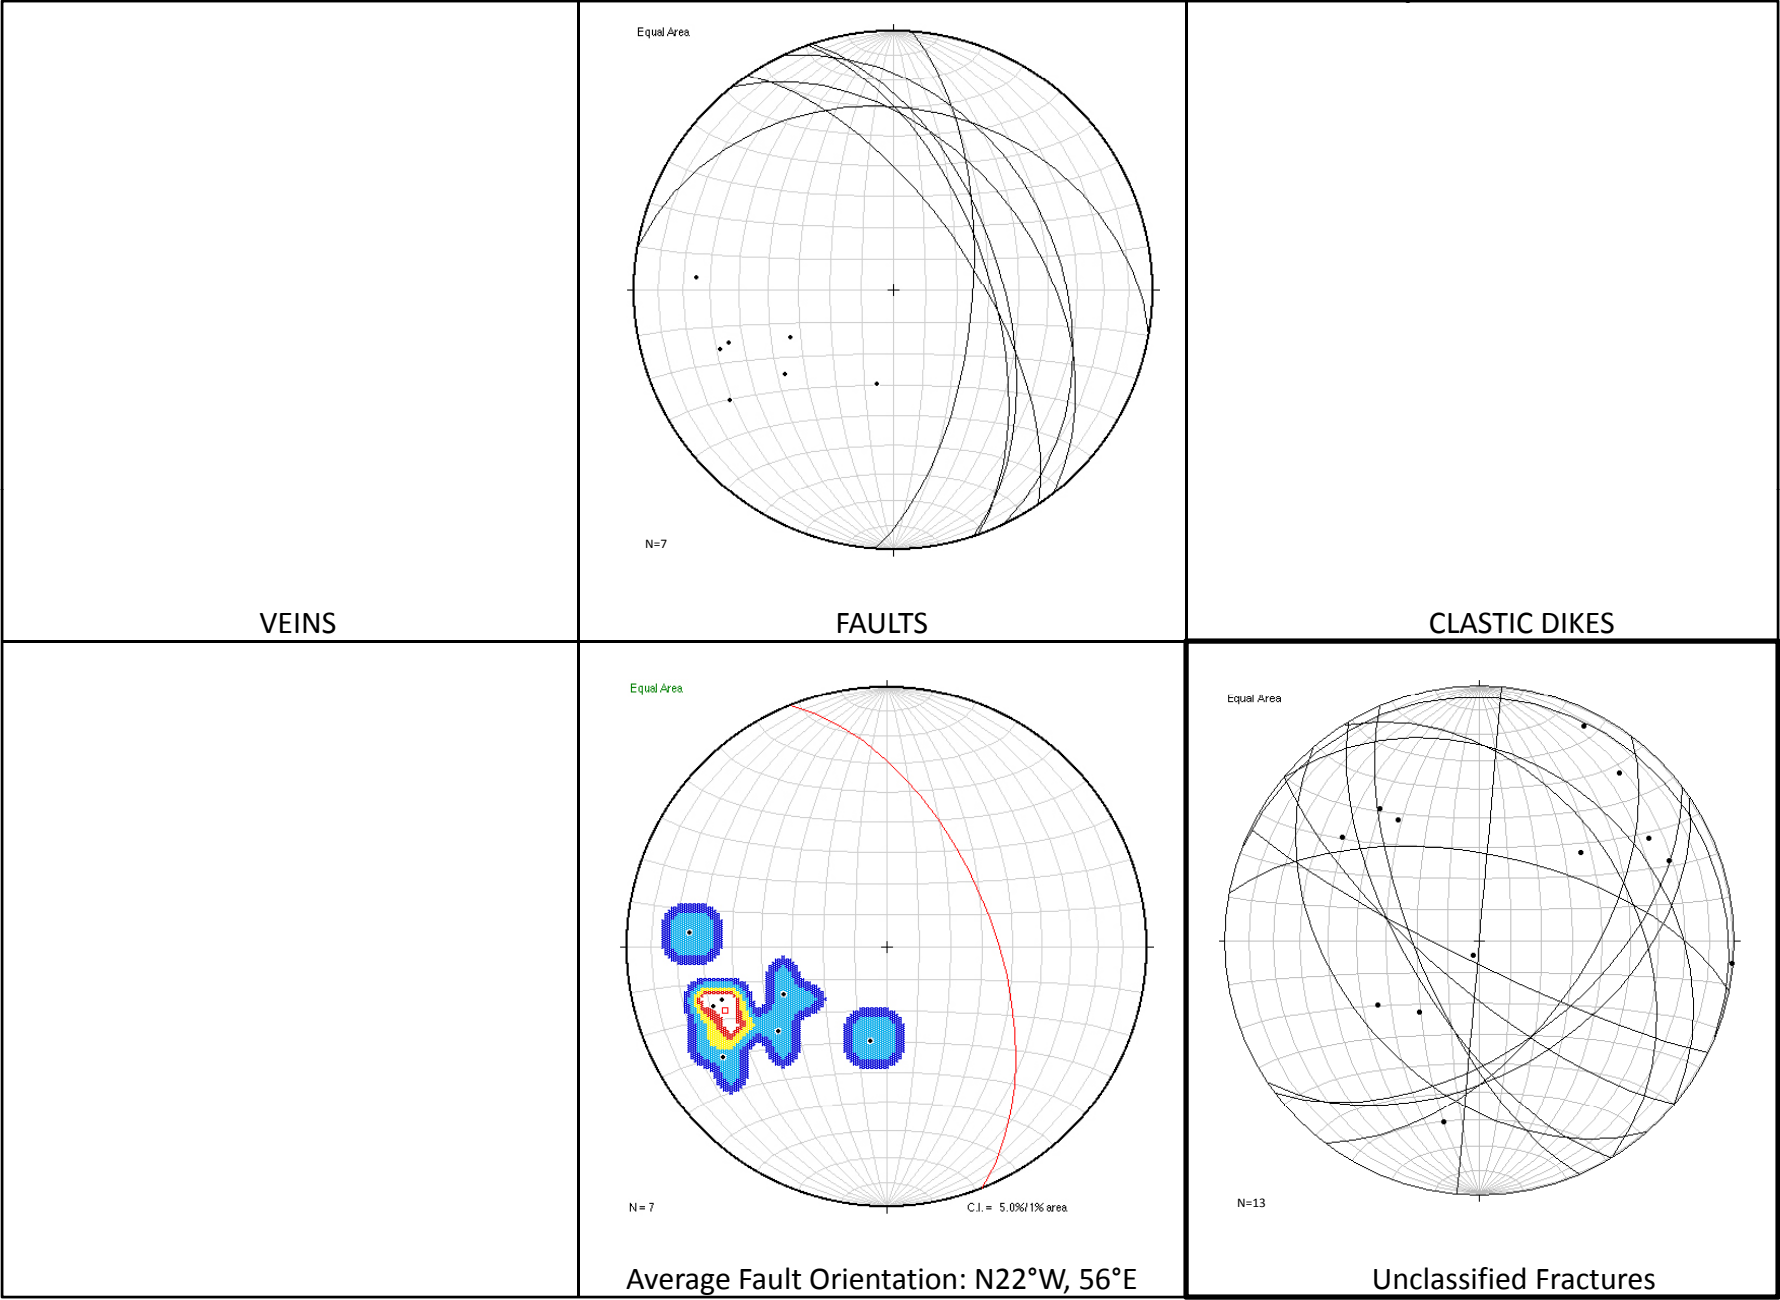 Equal Area
N=7
VEINS
FAULTS
CLASTIC DIKES
Equal Area
N = 7
C.I. = 5.0%/1% area
Average Fault Orientation: N22°W, 56°E
Equal Area
N=13
Unclassified Fractures